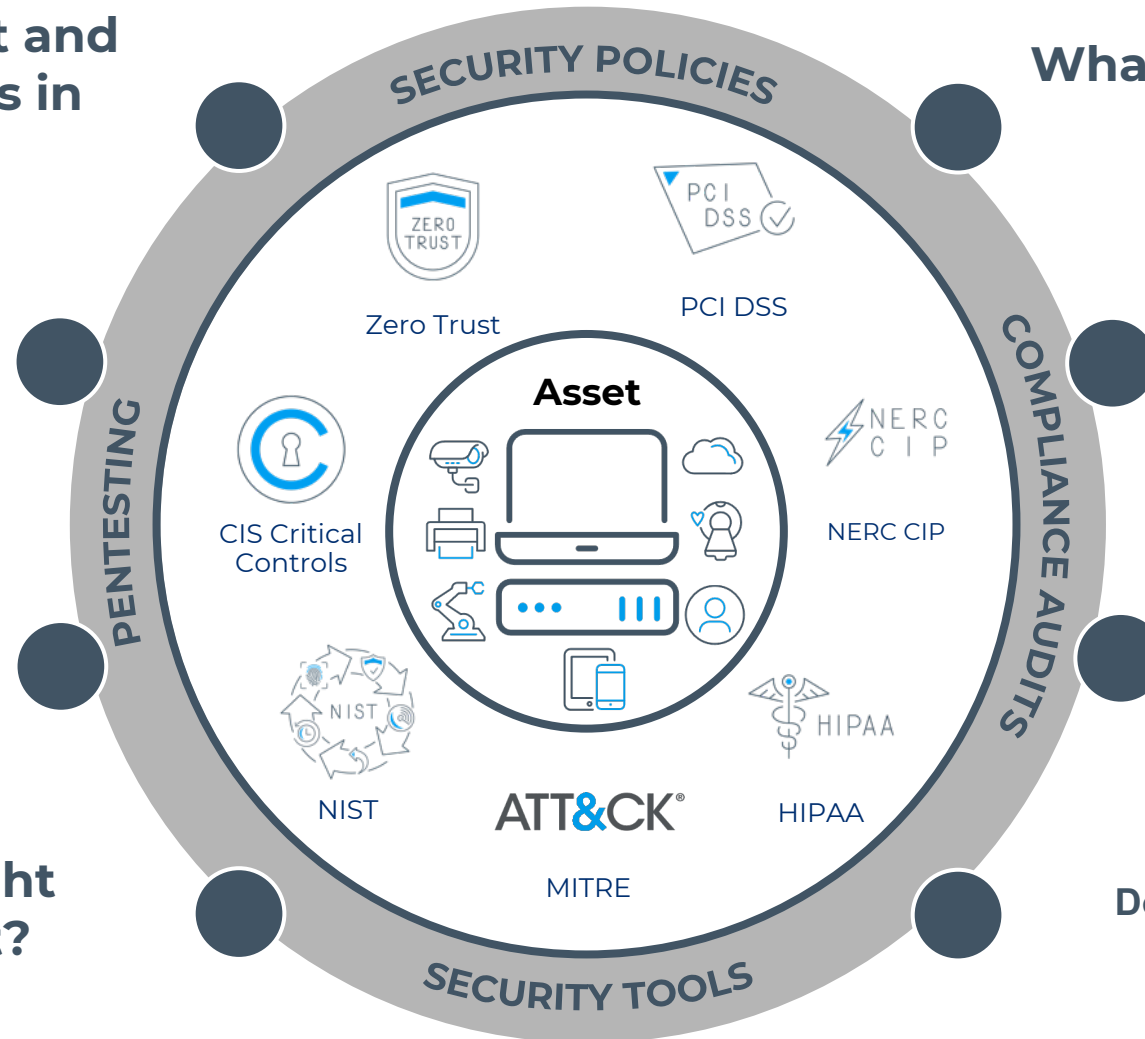 t and
s in
SECURITY POLICIES
Wha
ZERO
TRUST
Zero Trust
PCI
DSS
PCI DSS
COMPLIANCE AUDITS
PENTESTING
Asset
CIS Critical
Controls
NERC
CIP
NERC CIP
NIST
NIST
HIPAA
HIPAA
ATT&CK®
MITRE
ht
t?
De
SECURITY TOOLS